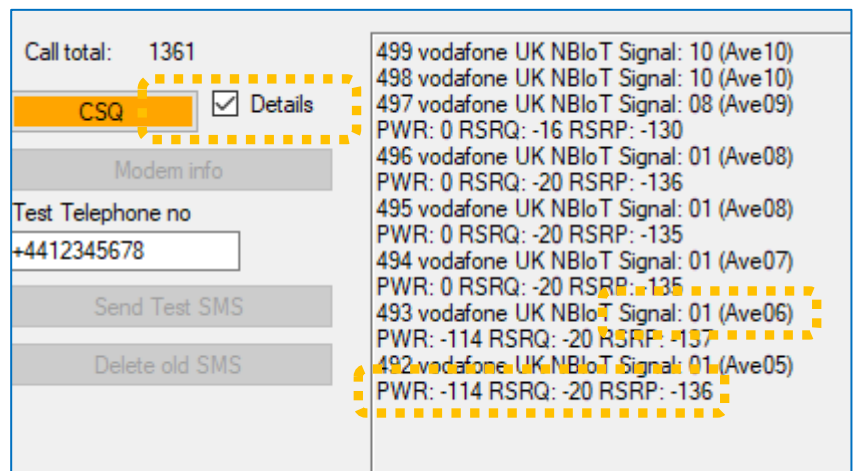 Call total: 1361
CSQ
Details
Modem info
Test Telephone no
+4412345678
Send Test SMS
Delete old SMS
499 vodafone UK NBIoT Signal: 10 (Ave10)
498 vodafone UK NBIoT Signal: 10 (Ave10)
497 vodafone UK NBIoT Signal: 08 (Ave09)
PWR: 0 RSRQ: -16 RSRP: -130
496 vodafone UK NBIoT Signal: 01 (Ave08)
PWR: 0 RSRQ: -20 RSRP: -136
495 vodafone UK NBIoT Signal: 01 (Ave08)
PWR: 0 RSRQ: -20 RSRP: -135
494 vodafone UK NBIoT Signal: 01 (Ave07)
PWR: 0 RSRQ: -20 RSRP: -135
493 vodafone UK NBIoT Signal: 01 (Ave06)
PWR: -114 RSRQ: -20 RSRP: -137
492 vodafone UK NBIoT Signal: 01 (Ave05)
PWR: -114 RSRQ: -20 RSRP: -136